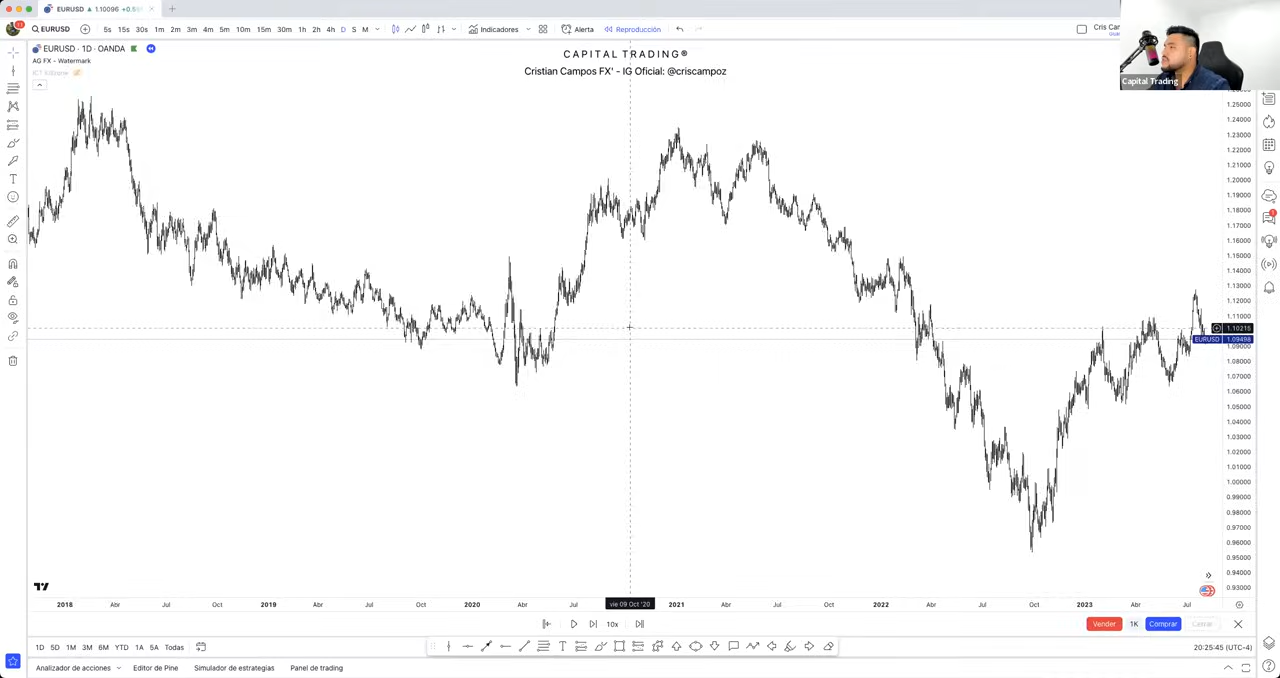 EURUSD ▲ 1.10096 +0.5
11
EURUSD 5s 15s 30s 1m 2m 3m 4m 5m 10m 15m 30m 1h 2h 4h D S M Indicadores Alerta Reproducción
Cris
EURUSD · 1D · OANDA
AG FX - Watermark
CAPITAL TRADING®
Cristian Campos FX' - IG Oficial: @criscampoz
Capital Trading
1.25000
1.24000
1.23000
1.22000
1.21000
1.20000
1.19000
1.18000
1.17000
1.16000
1.15000
1.14000
1.13000
1.12000
1.11000
1.10215
EURUSD 1.09498
1.09000
1.08000
1.07000
1.06000
1.05000
1.04000
1.03000
1.02000
1.01000
1.00000
0.99000
0.98000
0.97000
0.96000
0.95000
0.94000
0.93000
2018 Abr Jul Oct 2019 Abr Jul Oct 2020 Abr Jul vie 09 Oct '20 2021 Abr Jul Oct 2022 Abr Jul Oct 2023 Abr Jul
10x Vender 1K Comprar Cerrar
1D 5D 1M 3M 6M YTD 1A 5A Todas 20:25:45 (UTC-4)
Analizador de acciones Editor de Pine Simulador de estrategias Panel de trading